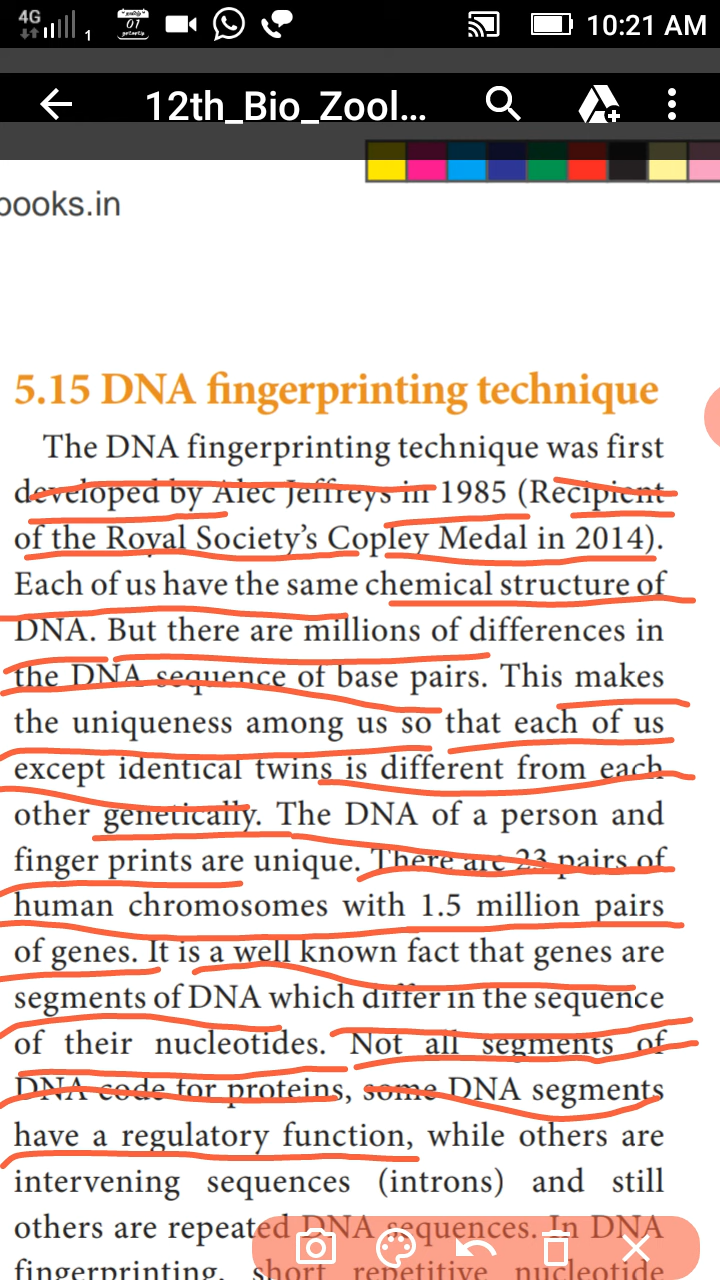 4G 1 07 10:21 AM
12th_Bio_Zool...
ooks.in
5.15 DNA fingerprinting technique
The DNA fingerprinting technique was first
developed by Alec Jeffreys in 1985 (Recipient
of the Royal Society's Copley Medal in 2014).
Each of us have the same chemical structure of
DNA. But there are millions of differences in
the DNA sequence of base pairs. This makes
the uniqueness among us so that each of us
except identical twins is different from each
other genetically. The DNA of a person and
finger prints are unique. There are 23 pairs of
human chromosomes with 1.5 million pairs
of genes. It is a well known fact that genes are
segments of DNA which differ in the sequence
of their nucleotides. Not all segments of
DNA code for proteins, some DNA segments
have a regulatory function, while others are
intervening sequences (introns) and still
others are repeated DNA sequences. In DNA
fingerprinting, short repetitive nucleotide